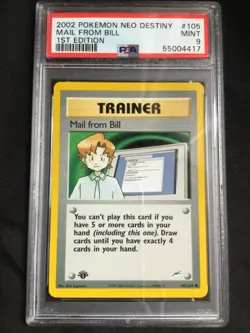 2002 POKEMON NEO DESTINY #105
MAIL FROM BILL MINT
1ST EDITION PSA 9
55004417
TRAINER
Mail from Bill
You can't play this card if you
have 5 or more cards in your
hand (including this one). Draw
cards until you have exactly 4
cards in your hand.